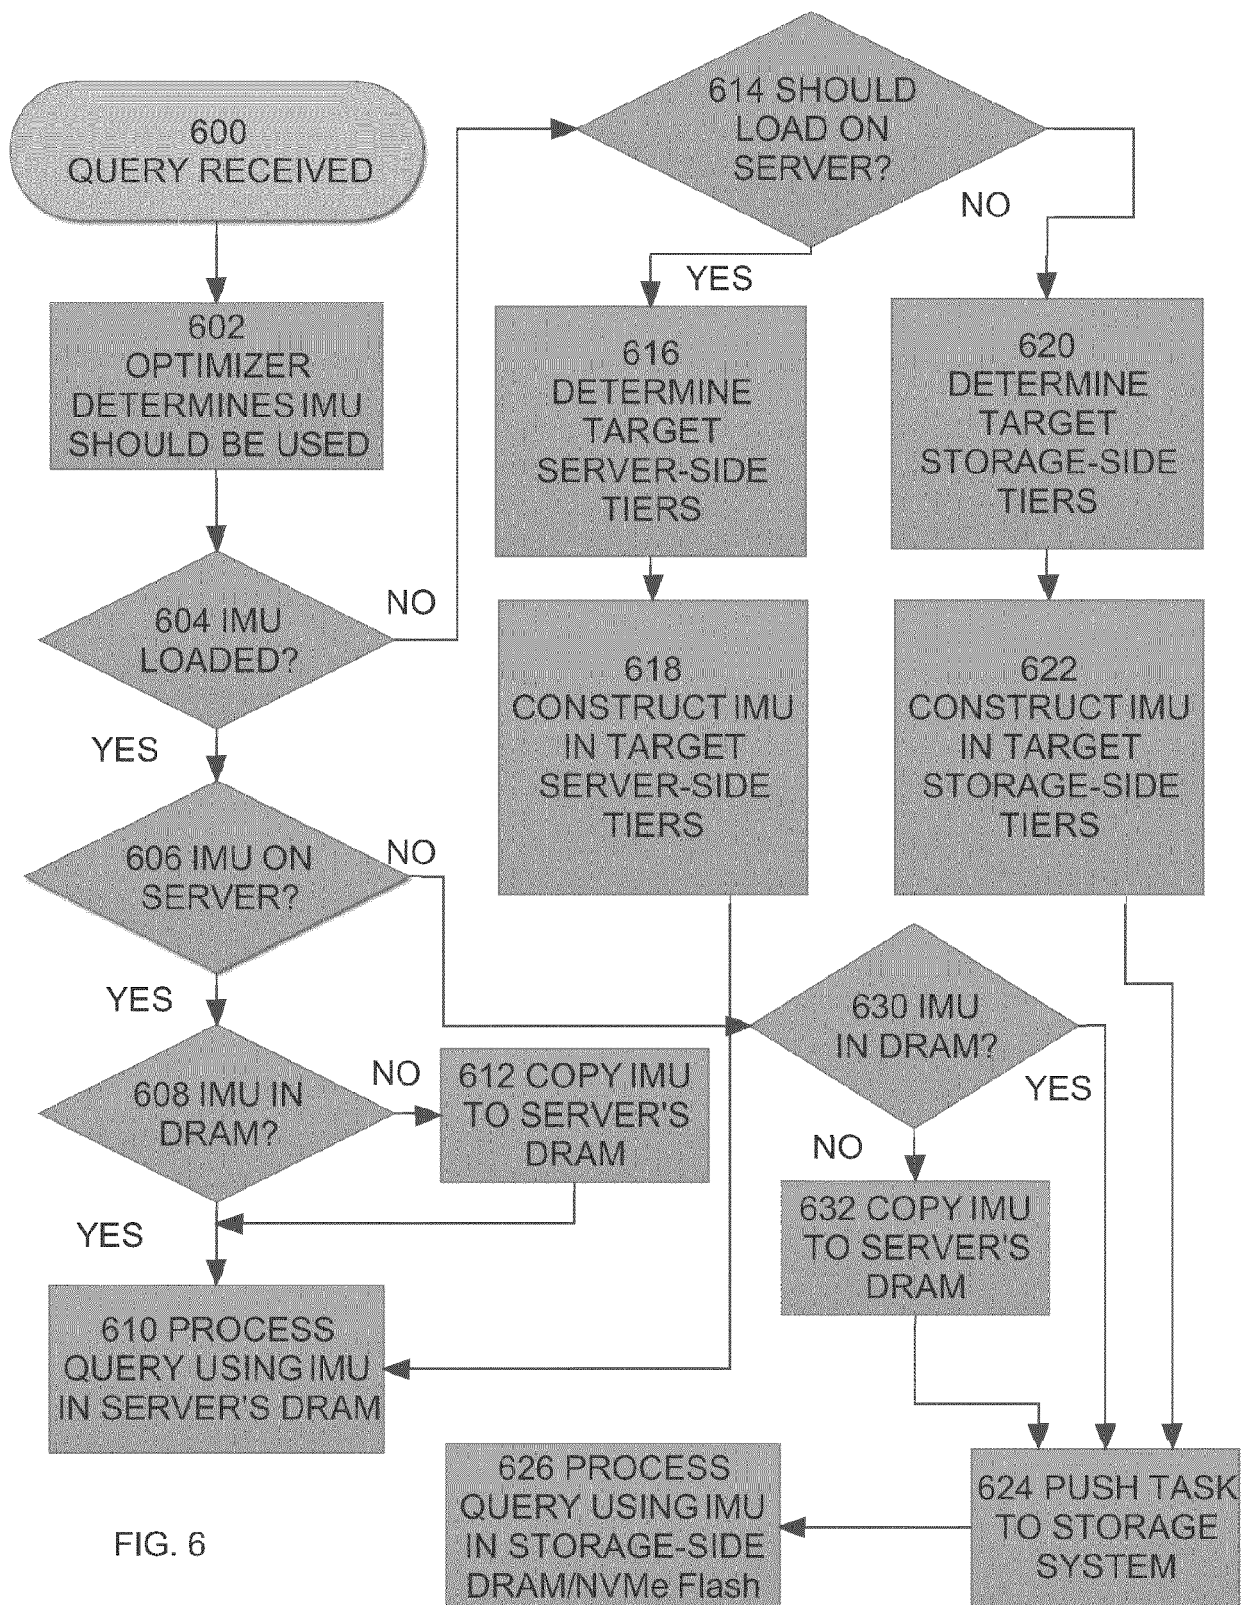 600
QUERY RECEIVED
602
OPTIMIZER
DETERMINES IMU
SHOULD BE USED
604 IMU
LOADED?
NO
YES
606 IMU ON
SERVER?
NO
YES
608 IMU IN
DRAM?
NO
YES
612 COPY IMU
TO SERVER'S
DRAM
610 PROCESS
QUERY USING IMU
IN SERVER'S DRAM
614 SHOULD
LOAD ON
SERVER?
YES
NO
616
DETERMINE
TARGET
SERVER-SIDE
TIERS
618
CONSTRUCT IMU
IN TARGET
SERVER-SIDE
TIERS
620
DETERMINE
TARGET
STORAGE-SIDE
TIERS
622
CONSTRUCT IMU
IN TARGET
STORAGE-SIDE
TIERS
630 IMU
IN DRAM?
YES
NO
632 COPY IMU
TO SERVER'S
DRAM
624 PUSH TASK
TO STORAGE
SYSTEM
626 PROCESS
QUERY USING IMU
IN STORAGE-SIDE
DRAM/NVMe Flash
FIG. 6